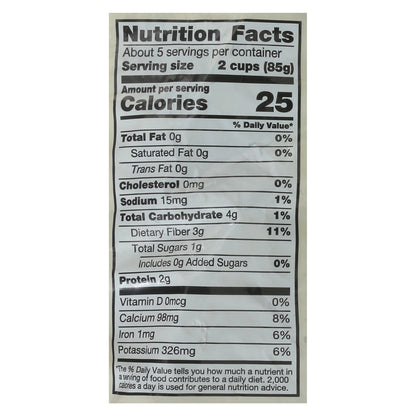 Nutrition Facts
About 5 servings per container
Serving size 2 cups (85g)
Amount per serving
Calories 25
% Daily Value*
Total Fat 0g 0%
Saturated Fat 0g 0%
Trans Fat 0g
Cholesterol 0mg 0%
Sodium 15mg 1%
Total Carbohydrate 4g 1%
Dietary Fiber 3g 11%
Total Sugars 1g
Includes 0g Added Sugars 0%
Protein 2g
Vitamin D 0mcg 0%
Calcium 98mg 8%
Iron 1mg 6%
Potassium 326mg 6%
*The % Daily Value tells you how much a nutrient in
a serving of food contributes to a daily diet. 2,000
calories a day is used for general nutrition advice.